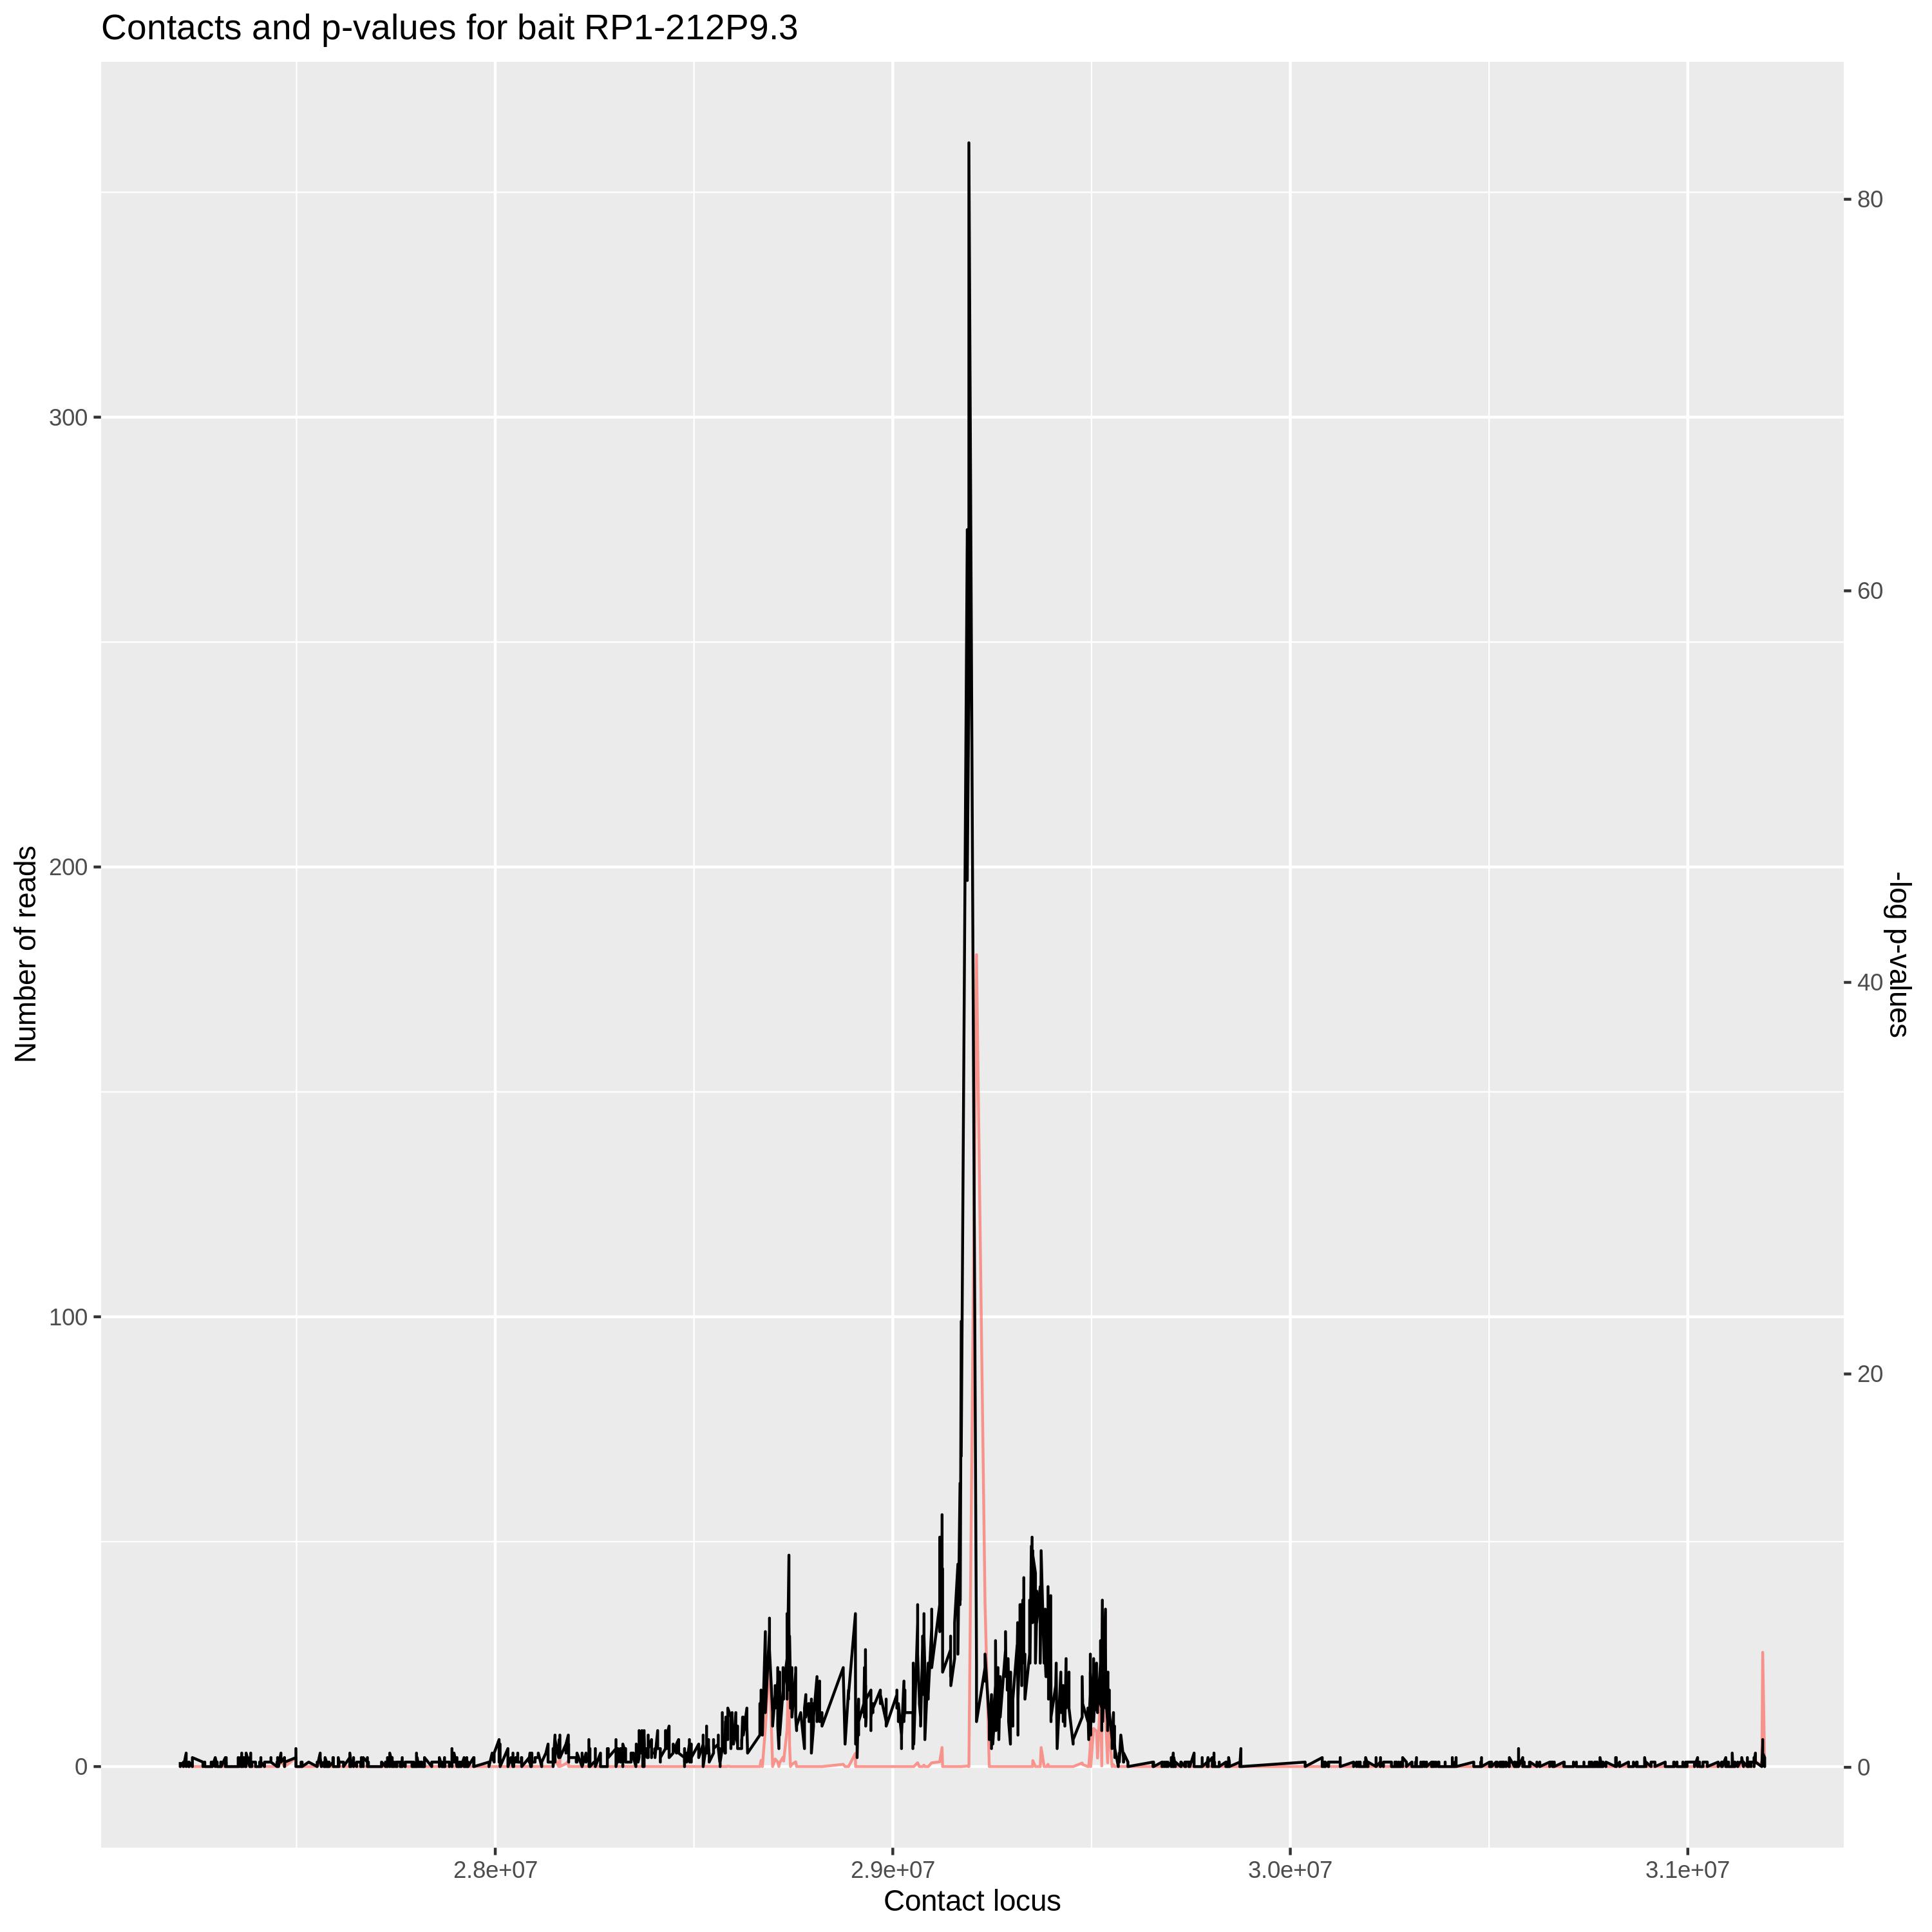 Contacts and p-values for bait RP1-212P9.3
300
200
100
0
Number of reads
80
60
40
20
0
-log p-values
2.8e+07
2.9e+07
3.0e+07
3.1e+07
Contact locus